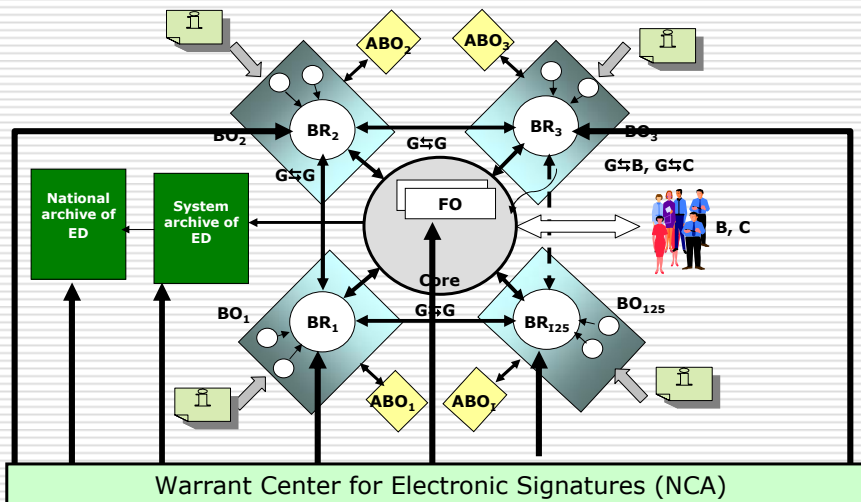 ABO2
ABO3
BR2
BR3
BO2
BO3
G⇆G
G⇆B, G⇆C
G⇆G
National
archive of
ED
System
archive of
ED
FO
B, C
Core
BO1
BO125
G⇆G
BR1
BRI25
ABO1
ABOI
Warrant Center for Electronic Signatures (NCA)